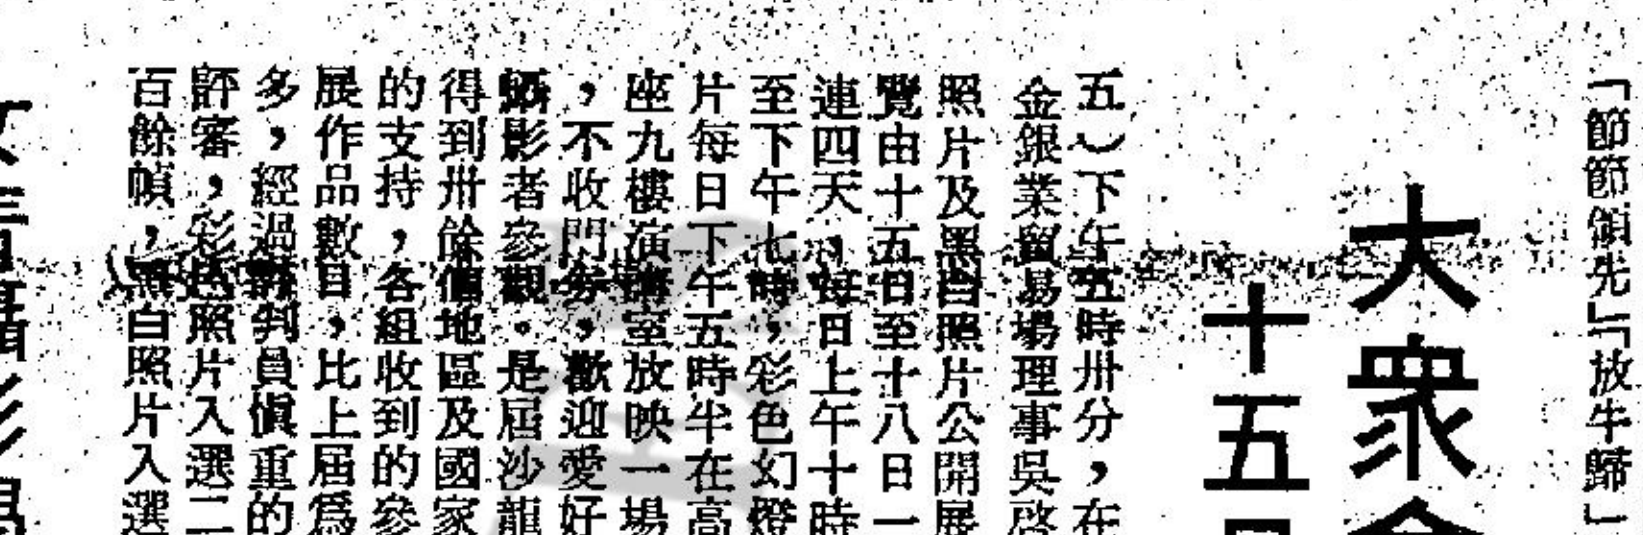 「節節領先」「放牛歸」
大衆會
十五日
五）下午五時卅分，在
金銀業貿易場理事吳啓
照片及黑白照片公開展
覽由十五日至十八日一
連四天，每日上午十時
至下午七時，彩色幻燈
片每日下午五時半在高
座九樓演講室放映一場
，不收門券，歡迎愛好
攝影者參觀。是屆沙龍
得到卅餘個地區及國家
的支持，各組收到的參
展作品數目，比上屆爲
多，經過評判員愼重的
評審，彩色照片入選二
百餘幀，黑白照片入選